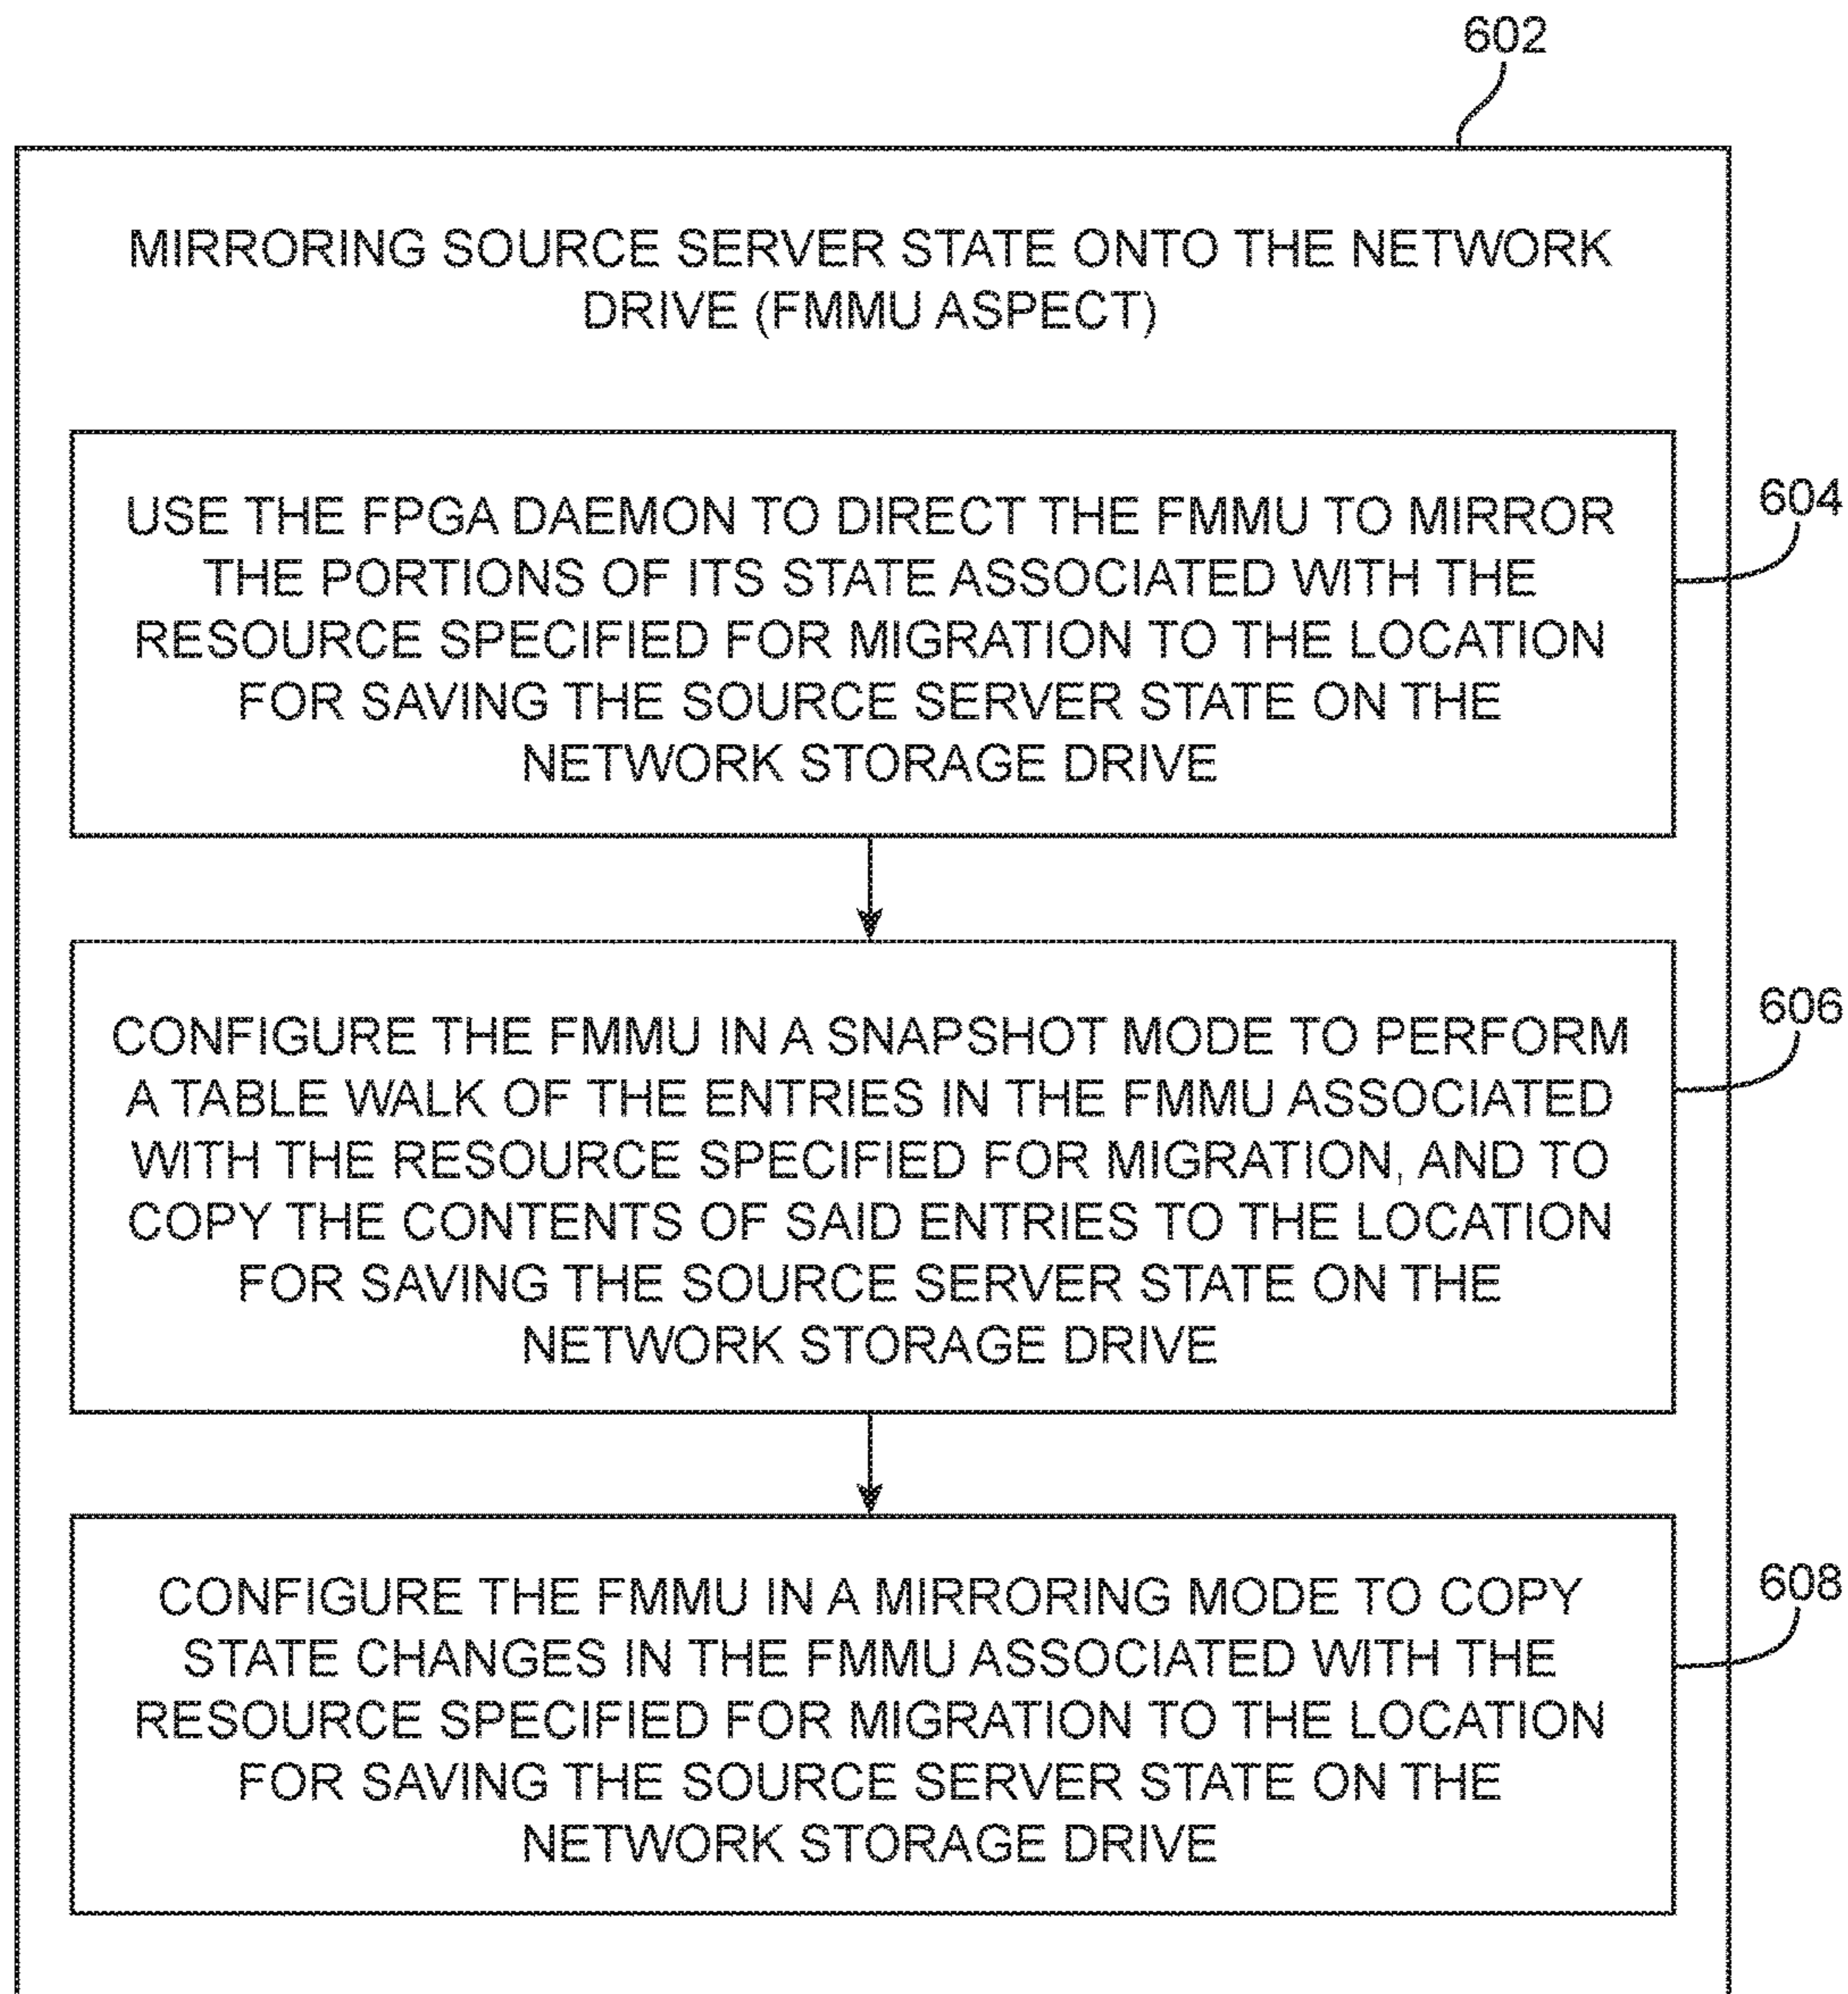 602
MIRRORING SOURCE SERVER STATE ONTO THE NETWORK
DRIVE (FMMU ASPECT)
USE THE FPGA DAEMON TO DIRECT THE FMMU TO MIRROR
THE PORTIONS OF ITS STATE ASSOCIATED WITH THE
RESOURCE SPECIFIED FOR MIGRATION TO THE LOCATION
FOR SAVING THE SOURCE SERVER STATE ON THE
NETWORK STORAGE DRIVE
604
CONFIGURE THE FMMU IN A SNAPSHOT MODE TO PERFORM
A TABLE WALK OF THE ENTRIES IN THE FMMU ASSOCIATED
WITH THE RESOURCE SPECIFIED FOR MIGRATION, AND TO
COPY THE CONTENTS OF SAID ENTRIES TO THE LOCATION
FOR SAVING THE SOURCE SERVER STATE ON THE
NETWORK STORAGE DRIVE
606
CONFIGURE THE FMMU IN A MIRRORING MODE TO COPY
STATE CHANGES IN THE FMMU ASSOCIATED WITH THE
RESOURCE SPECIFIED FOR MIGRATION TO THE LOCATION
FOR SAVING THE SOURCE SERVER STATE ON THE
NETWORK STORAGE DRIVE
608